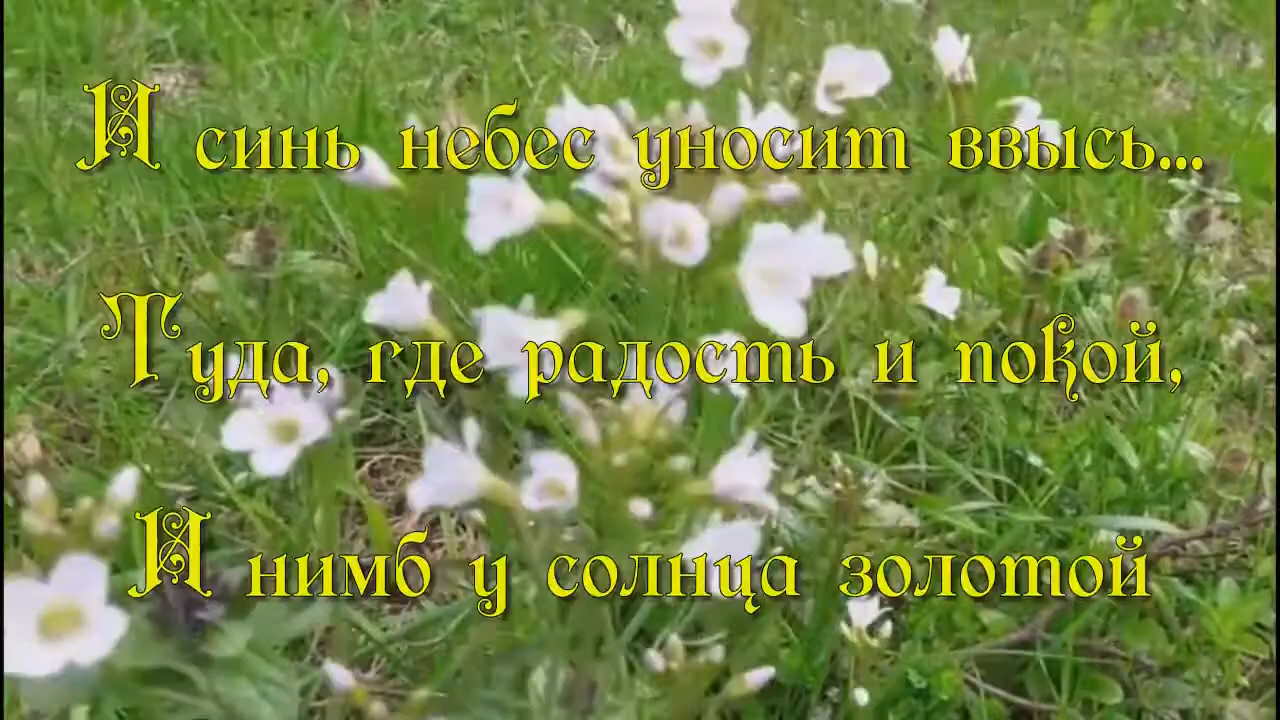 И синь небес уносит ввысь...
Туда, где радость и покой,
И нимб у солнца золотой